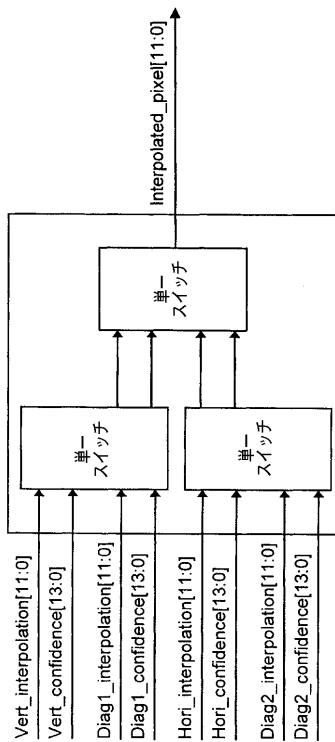 Vert_interpolation[11:0]
Vert_confidence[13:0]
Diag1_interpolation[11:0]
Diag1_confidence[13:0]
Hori_interpolation[11:0]
Hori_confidence[13:0]
Diag2_interpolation[11:0]
Diag2_confidence[13:0]
単一
スイッチ
単一
スイッチ
単一
スイッチ
Interpolated_pixel[11:0]